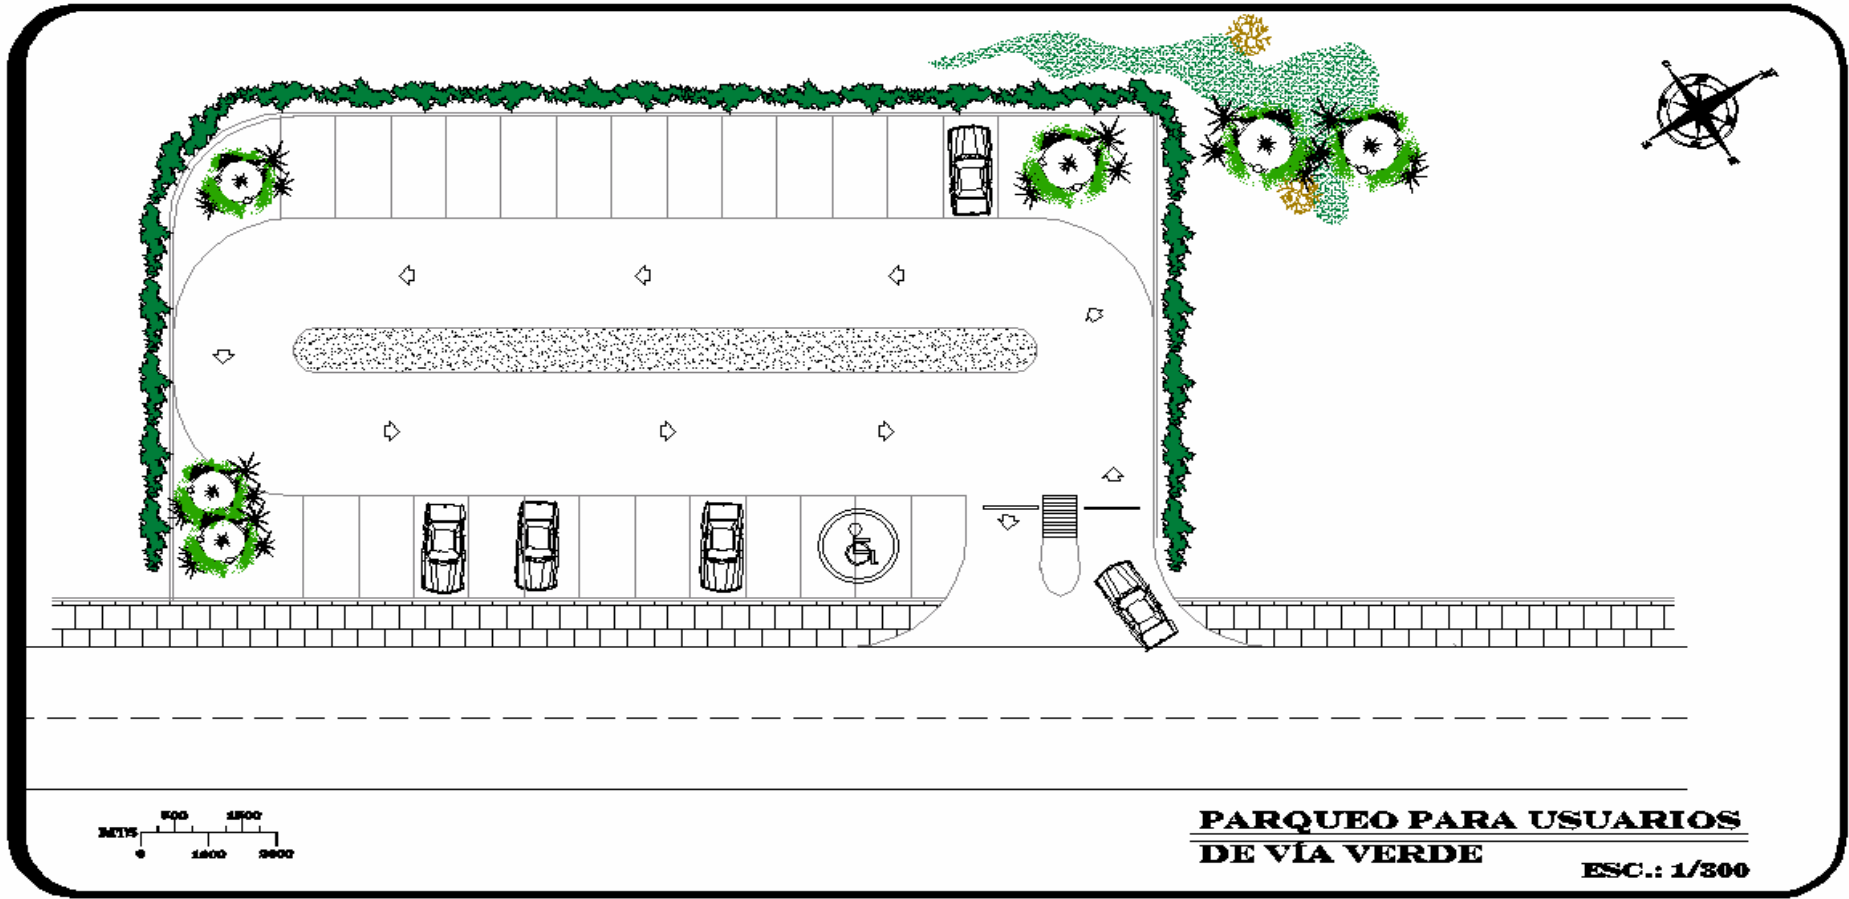 500 1500
MTS
0 1000 2000
PARQUEO PARA USUARIOS
DE VÍA VERDE
ESC.: 1/300